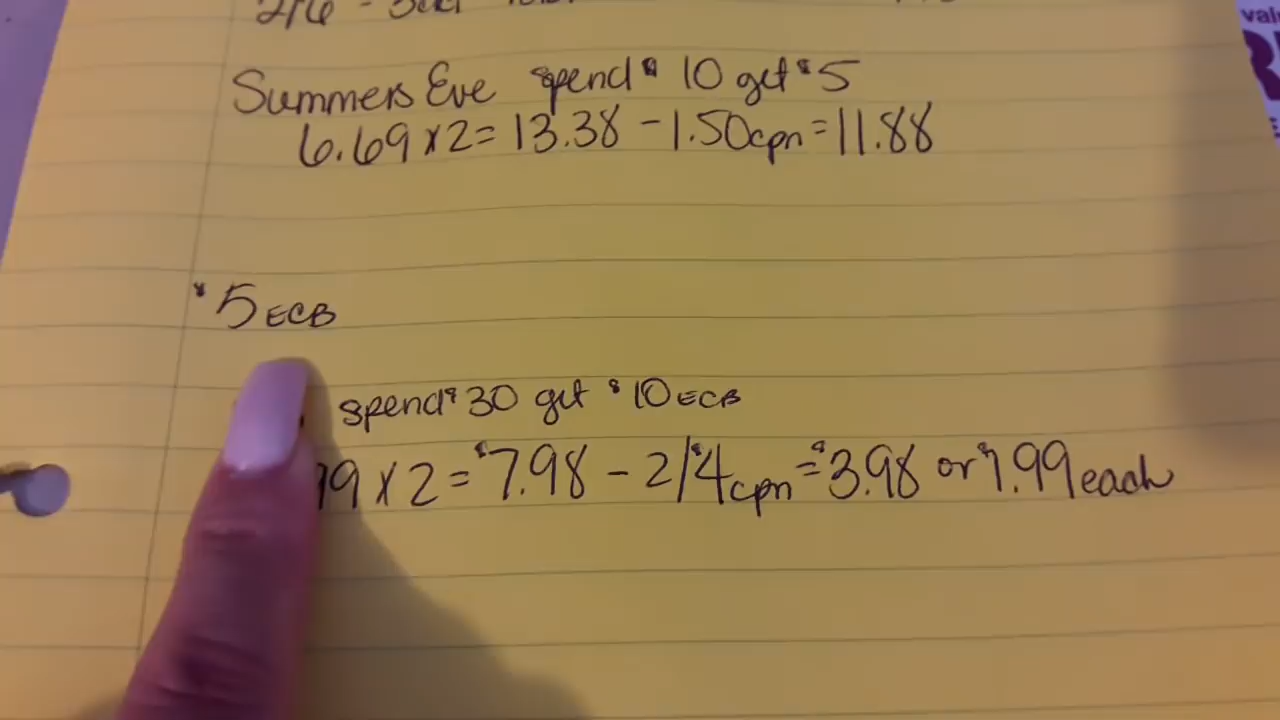 Summers Eve spend $10 get $5
6.69 x 2 = 13.38 - 1.50 cpn = 11.88
$5 ECB
spend $30 get $10 ECB
x 2 = $7.98 - 2/$4 cpn = $3.98 or $1.99 each